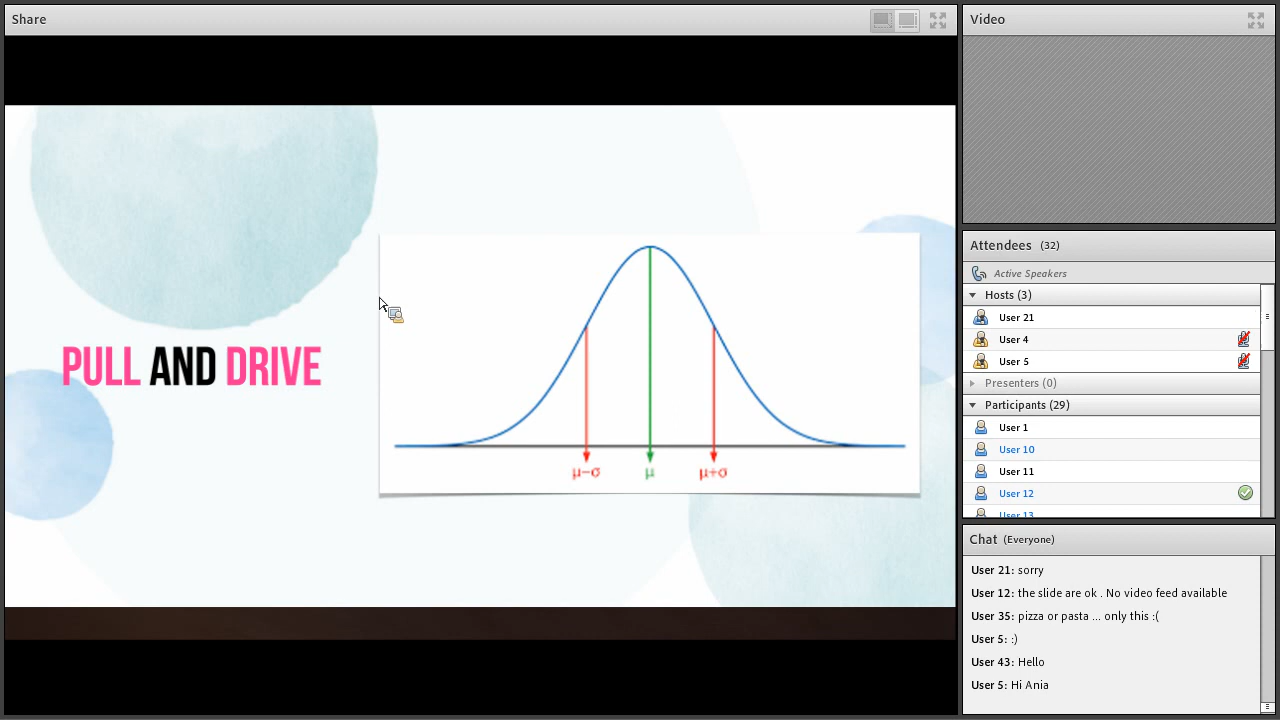 Share
PULL AND DRIVE
μ−σ μ μ+σ
Video
Attendees (32)
Active Speakers
Hosts (3)
User 21
User 4
User 5
Presenters (0)
Participants (29)
User 1
User 10
User 11
User 12
User 13
Chat (Everyone)
User 21: sorry
User 12: the slide are ok . No video feed available
User 35: pizza or pasta ... only this :(
User 5: :)
User 43: Hello
User 5: Hi Ania